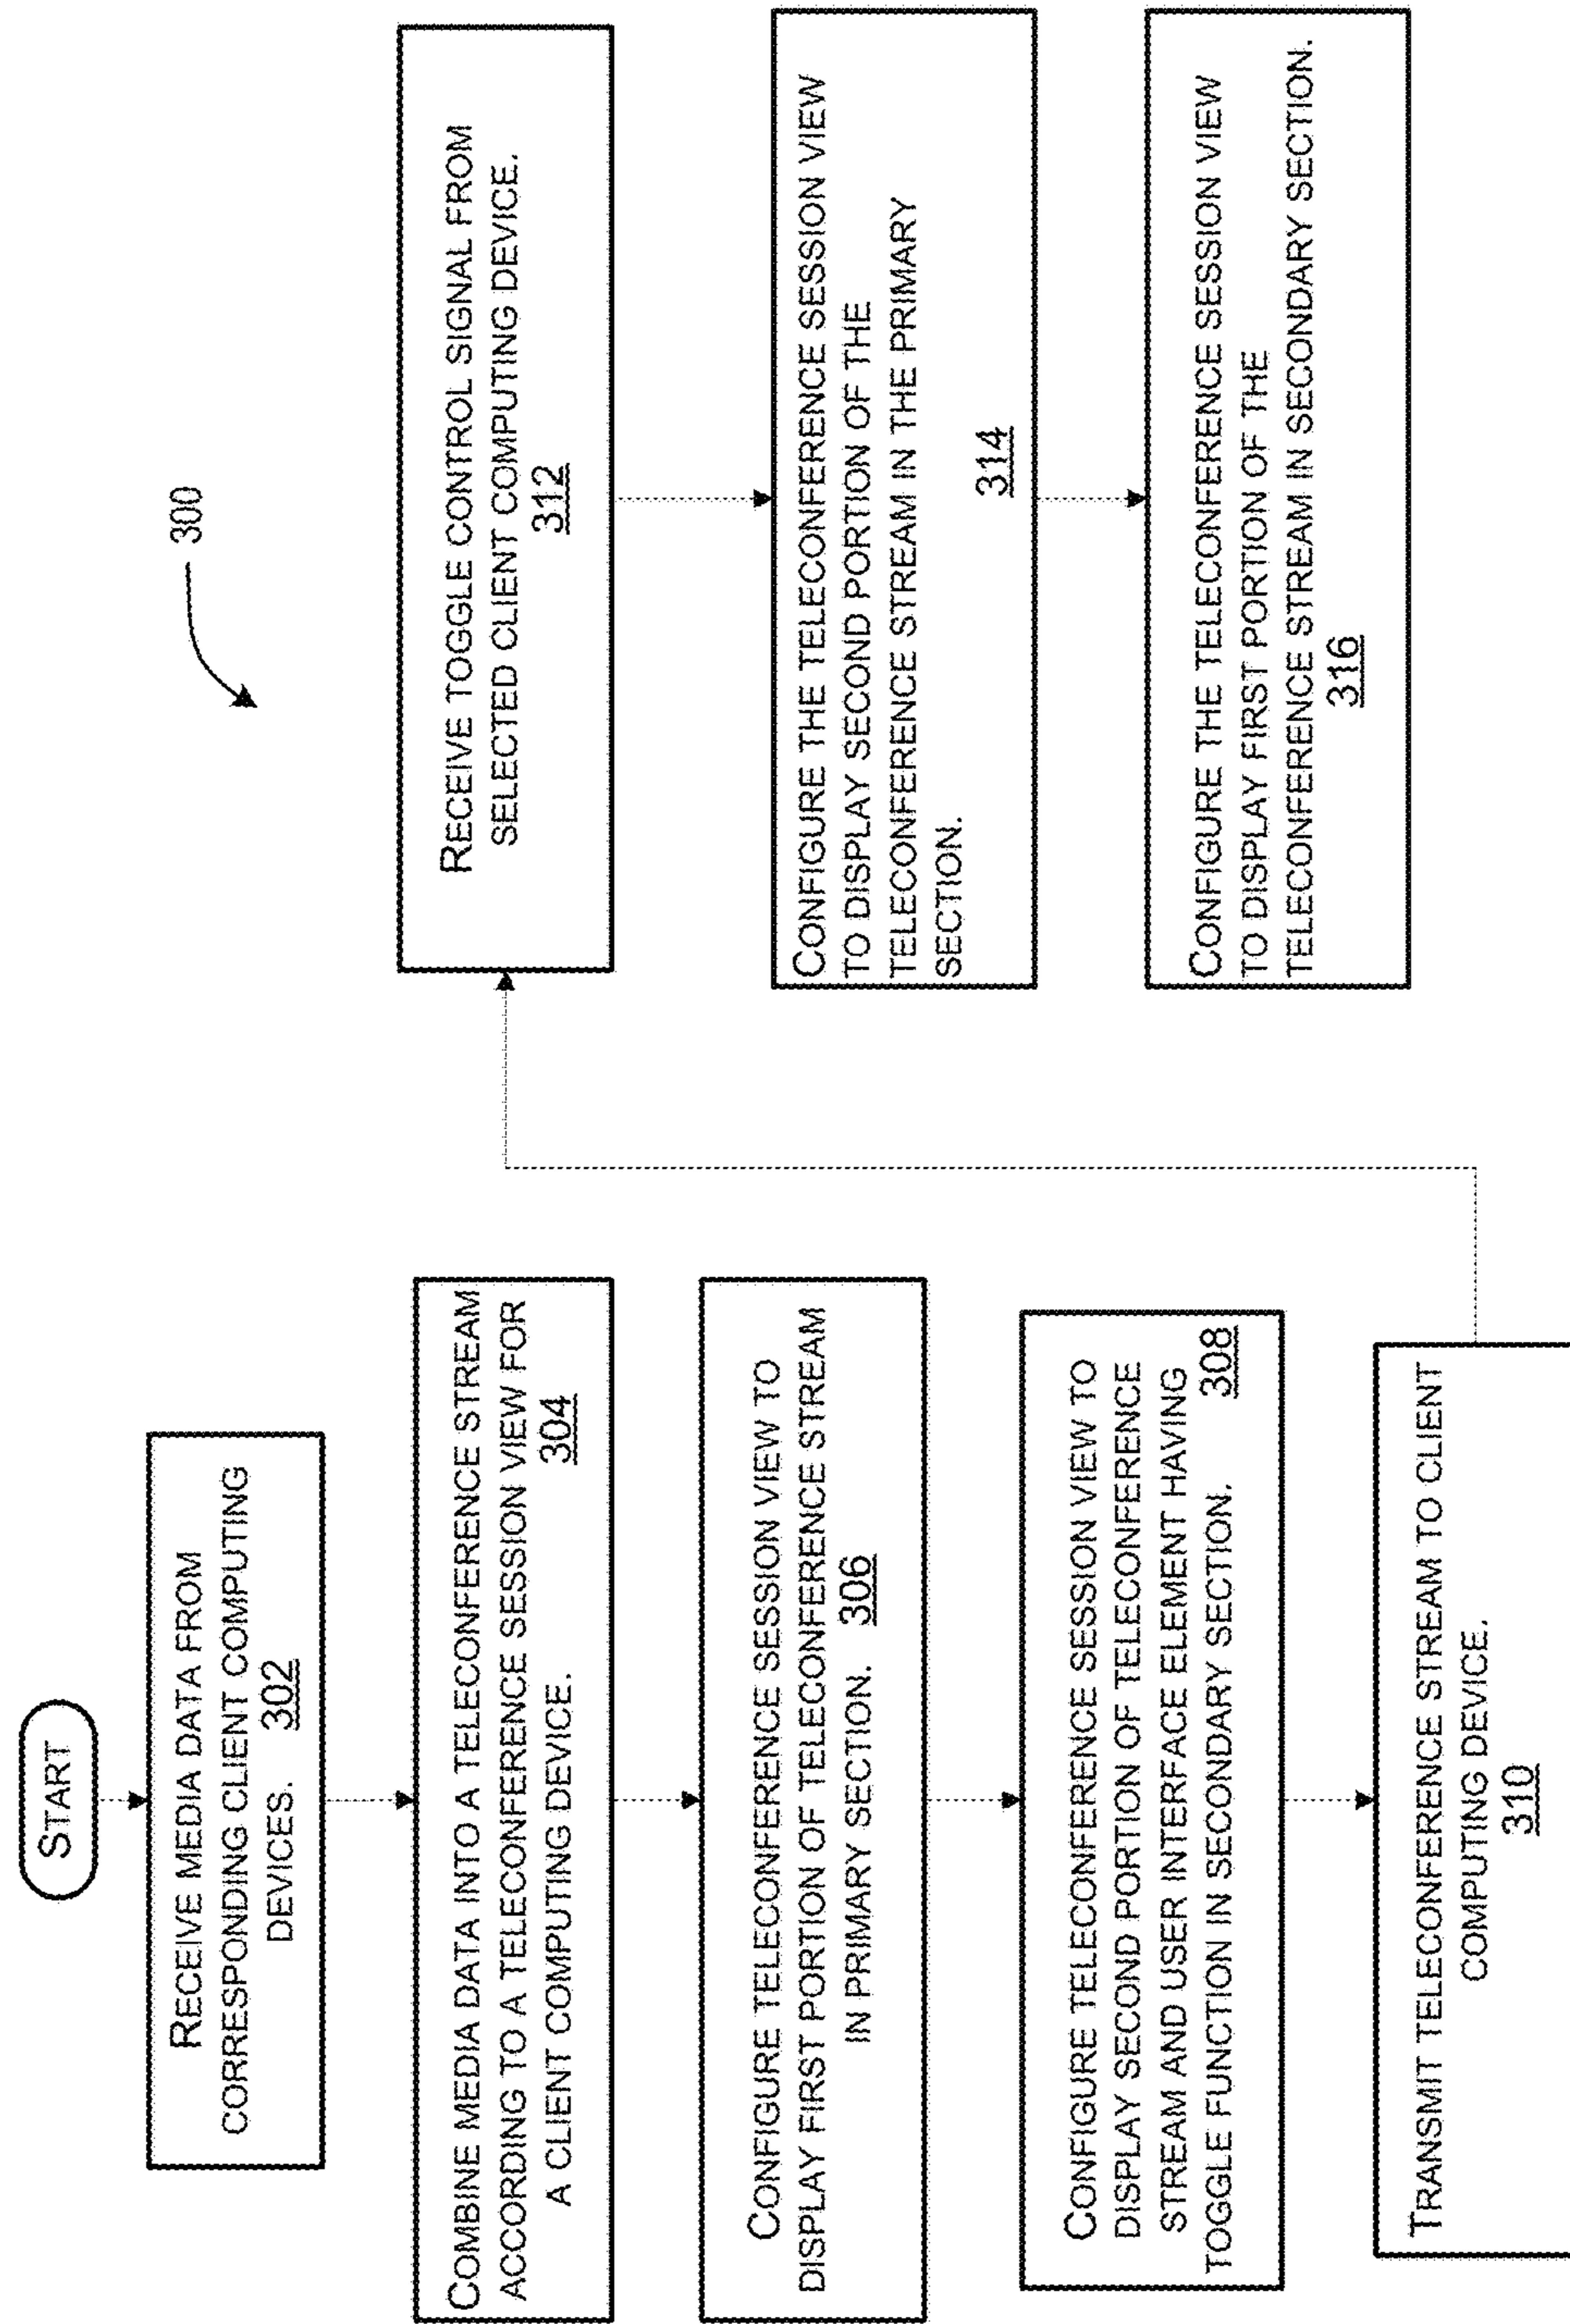 300
START
RECEIVE MEDIA DATA FROM
CORRESPONDING CLIENT COMPUTING
DEVICES. 302
COMBINE MEDIA DATA INTO A TELECONFERENCE STREAM
ACCORDING TO A TELECONFERENCE SESSION VIEW FOR
A CLIENT COMPUTING DEVICE. 304
CONFIGURE TELECONFERENCE SESSION VIEW TO
DISPLAY FIRST PORTION OF TELECONFERENCE STREAM
IN PRIMARY SECTION. 306
CONFIGURE TELECONFERENCE SESSION VIEW TO
DISPLAY SECOND PORTION OF TELECONFERENCE
STREAM AND USER INTERFACE ELEMENT HAVING
TOGGLE FUNCTION IN SECONDARY SECTION. 308
TRANSMIT TELECONFERENCE STREAM TO CLIENT
COMPUTING DEVICE.
310
RECEIVE TOGGLE CONTROL SIGNAL FROM
SELECTED CLIENT COMPUTING DEVICE.
312
CONFIGURE THE TELECONFERENCE SESSION VIEW
TO DISPLAY SECOND PORTION OF THE
TELECONFERENCE STREAM IN THE PRIMARY
SECTION. 314
CONFIGURE THE TELECONFERENCE SESSION VIEW
TO DISPLAY FIRST PORTION OF THE
TELECONFERENCE STREAM IN SECONDARY SECTION.
316